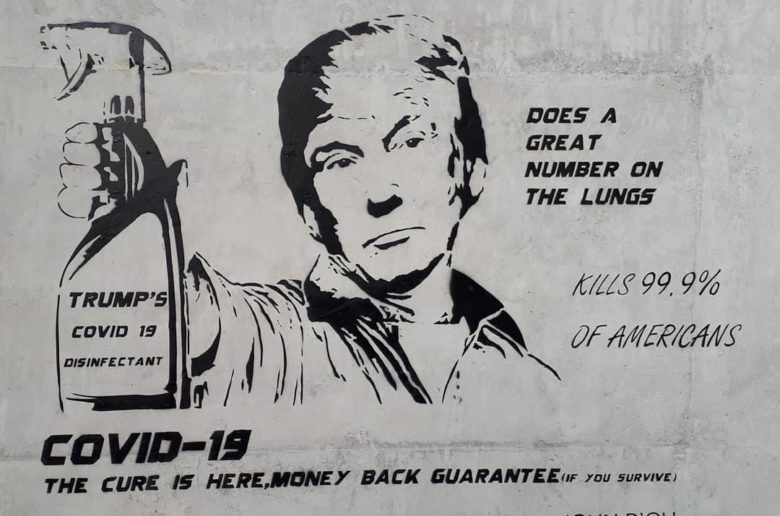 DOES A
GREAT
NUMBER ON
THE LUNGS
KILLS 99.9%
OF AMERICANS
TRUMP'S
COVID 19
DISINFECTANT
COVID-19
THE CURE IS HERE,MONEY BACK GUARANTEE(IF YOU SURVIVE)